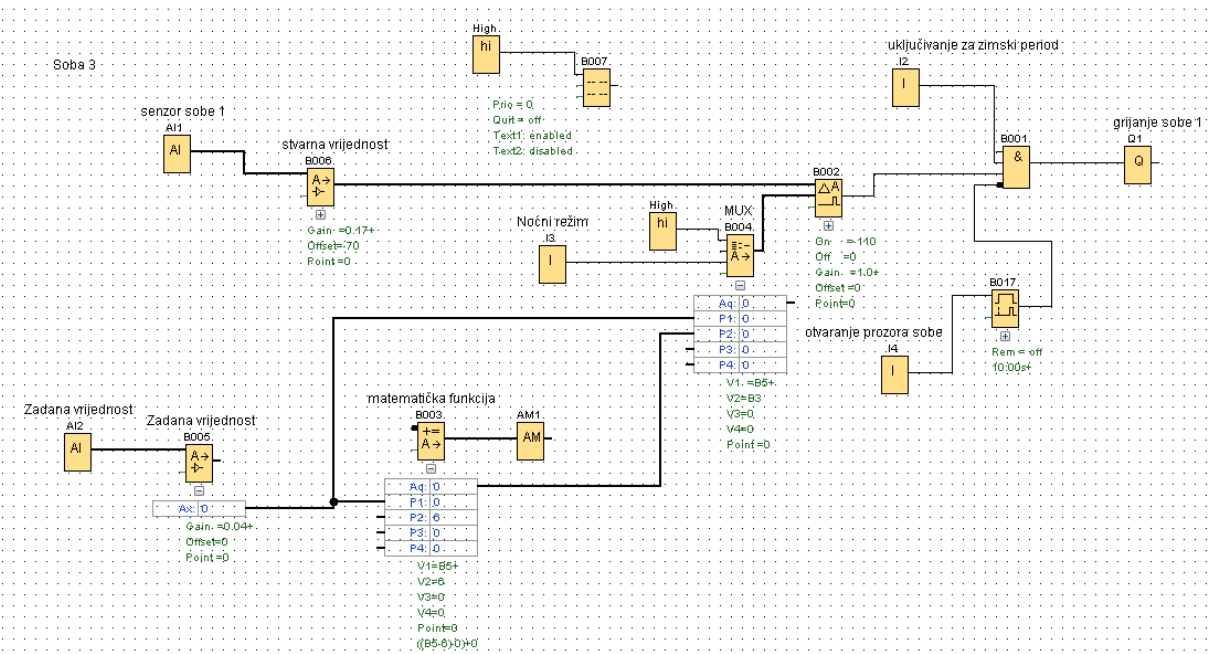 Soba 3
High
hi
B007
Prio = 0
Quit = off
Text1: enabled
Text2: disabled
uključivanje za zimski period
I2
I
senzor sobe 1
AI1
AI
stvarna vrijednost
B006
A→
Gain =0.17+
Offset=-70
Point =0
B001
&
grijanje sobe 1
Q1
Q
B002
A
On =-110
Off =0
Gain =1.0+
Offset =0
Point=0
Noćni režim
I3
I
High
hi
MUX
B004
A→
Aq: 0
P1: 0
P2: 0
P3: 0
P4: 0
V1 =B5+
V2=B3
V3=0
V4=0
Point =0
B017
Rem = off
10:00s+
otvaranje prozora sobe
I4
I
Zadana vrijednost
AI2
AI
Zadana vrijednost
B005
A→
Ax: 0
Gain =0.04+
Offset=0
Point =0
matematička funkcija
B003
+=
A→
AM1
AM
Aq: 0
P1: 0
P2: 6
P3: 0
P4: 0
V1=B5+
V2=6
V3=0
V4=0
Point=0
((B5-6)-0)+0